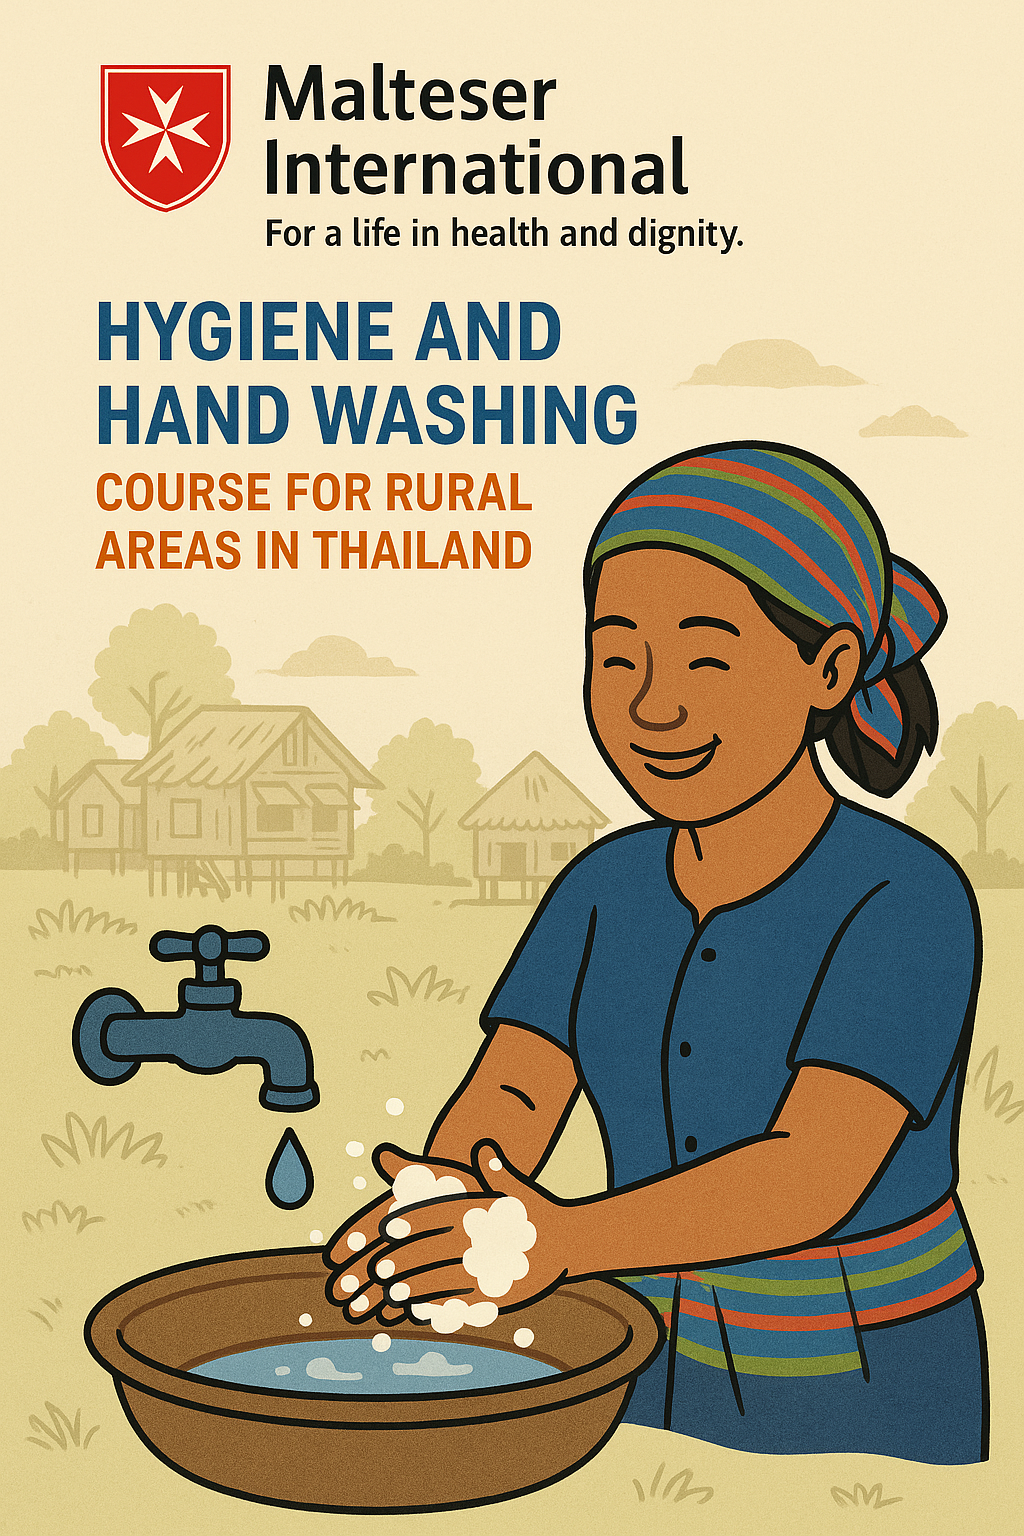 Malteser
International
For a life in health and dignity.
HYGIENE AND
HAND WASHING
COURSE FOR RURAL
AREAS IN THAILAND